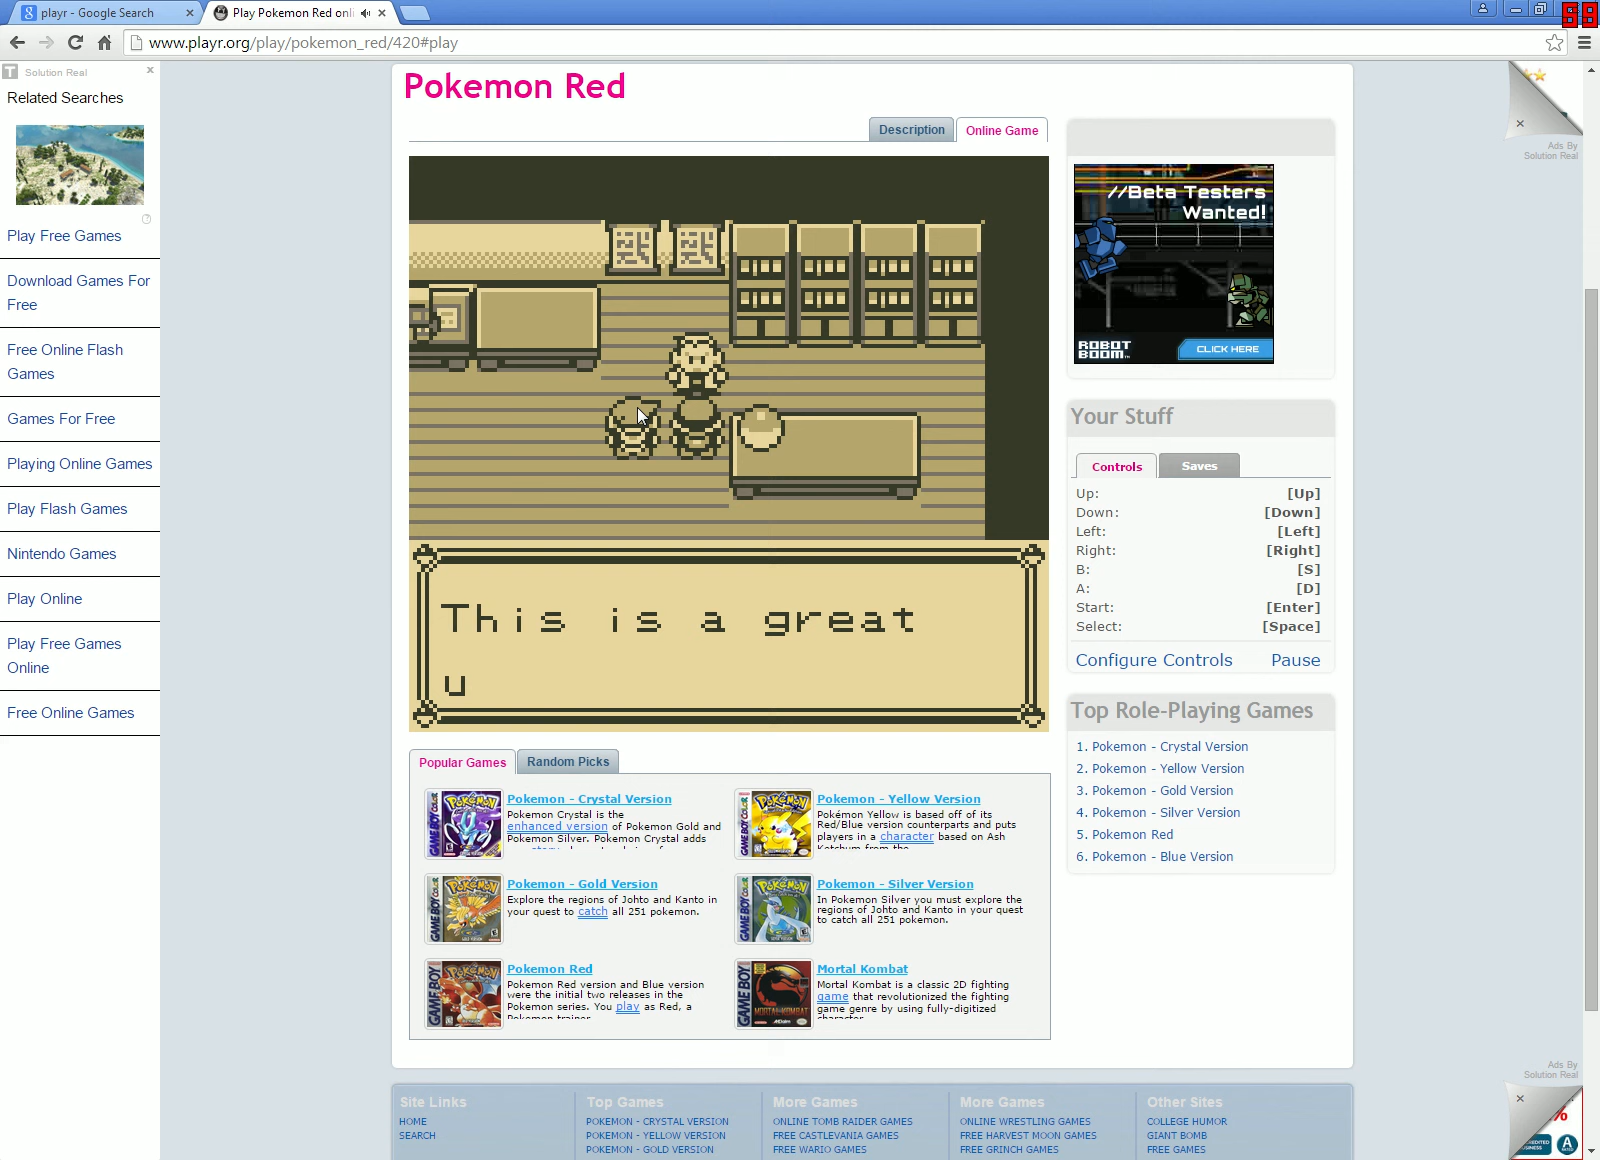 playr - Google Search
Play Pokemon Red onl
59
www.playr.org/play/pokemon_red/420#play
T Solution Real
Related Searches
Play Free Games
Download Games For
Free
Free Online Flash
Games
Games For Free
Playing Online Games
Play Flash Games
Nintendo Games
Play Online
Play Free Games
Online
Free Online Games
Pokemon Red
Description
Online Game
This is a great
u
//Beta Testers
Wanted!
ROBOT
BOOM
CLICK HERE
Ads By
Solution Real
Your Stuff
Controls
Saves
Up: [Up]
Down: [Down]
Left: [Left]
Right: [Right]
B: [S]
A: [D]
Start: [Enter]
Select: [Space]
Configure Controls Pause
Top Role-Playing Games
1. Pokemon - Crystal Version
2. Pokemon - Yellow Version
3. Pokemon - Gold Version
4. Pokemon - Silver Version
5. Pokemon Red
6. Pokemon - Blue Version
Popular Games
Random Picks
Pokemon - Crystal Version
Pokemon Crystal is the
enhanced version of Pokemon Gold and
Pokemon Silver. Pokemon Crystal adds
Pokemon - Yellow Version
Pokémon Yellow is based off of its
Red/Blue version counterparts and puts
players in a character based on Ash
Ketchum from the
Pokemon - Gold Version
Explore the regions of Johto and Kanto in
your quest to catch all 251 pokemon.
Pokemon - Silver Version
In Pokemon Silver you must explore the
regions of Johto and Kanto in your quest
to catch all 251 pokemon.
Pokemon Red
Pokemon Red version and Blue version
were the initial two releases in the
Pokemon series. You play as Red, a
Pokemon trainer
Mortal Kombat
Mortal Kombat is a classic 2D fighting
game that revolutionized the fighting
game genre by using fully-digitized
character
Ads By
Solution Real
Site Links
HOME
SEARCH
Top Games
POKEMON - CRYSTAL VERSION
POKEMON - YELLOW VERSION
POKEMON - GOLD VERSION
More Games
ONLINE TOMB RAIDER GAMES
FREE CASTLEVANIA GAMES
FREE WARIO GAMES
More Games
ONLINE WRESTLING GAMES
FREE HARVEST MOON GAMES
FREE GRINCH GAMES
Other Sites
COLLEGE HUMOR
GIANT BOMB
FREE GAMES